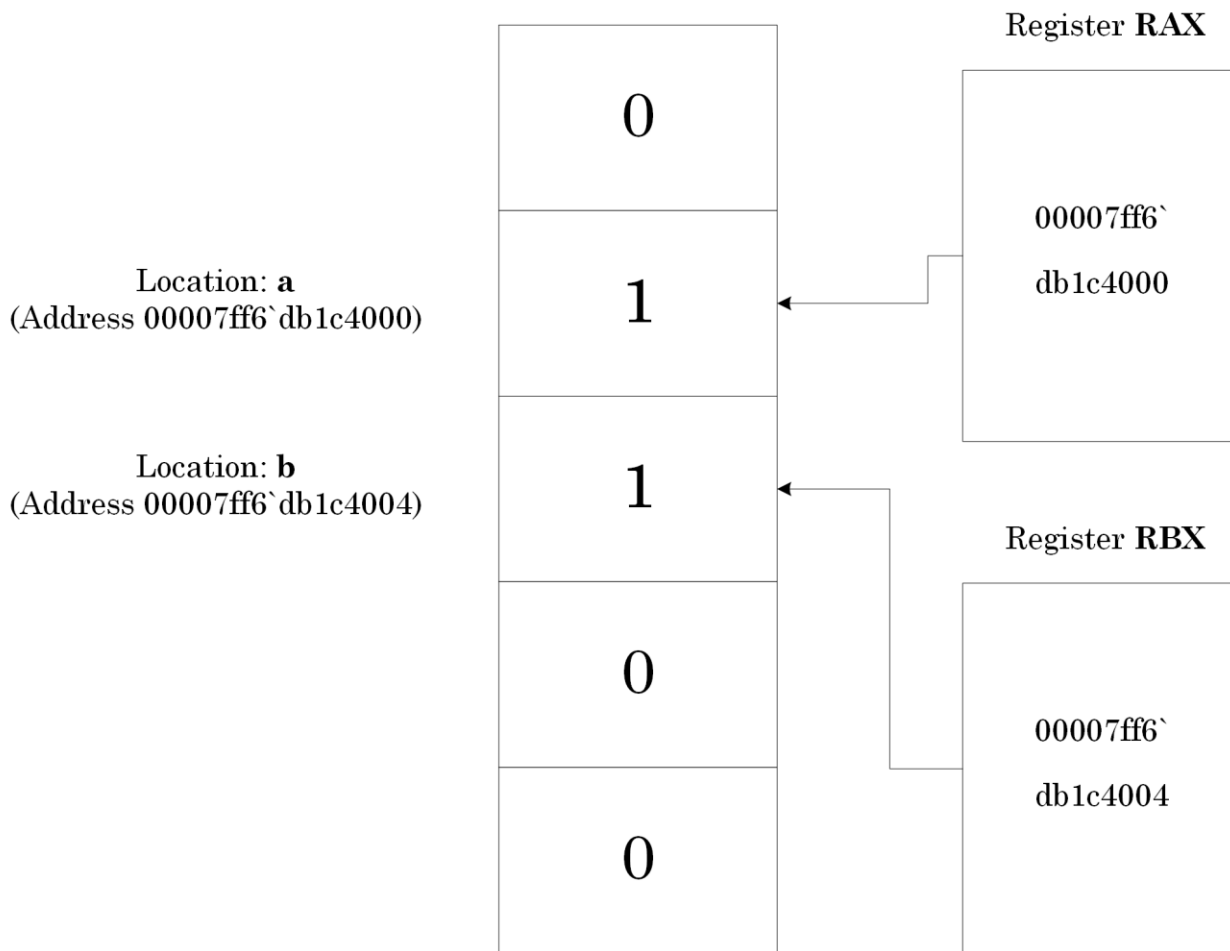 Register RAX
0
00007ff6`
db1c4000
Location: a
(Address 00007ff6`db1c4000)
1
Location: b
(Address 00007ff6`db1c4004)
1
Register RBX
0
00007ff6`
db1c4004
0